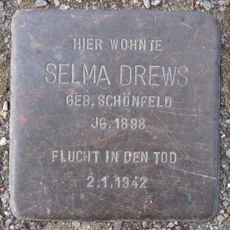 HIER WOHNTE
SELMA DREWS
GEB. SCHÖNFELD
JG. 1898
FLUCHT IN DEN TOD
2.1.1942